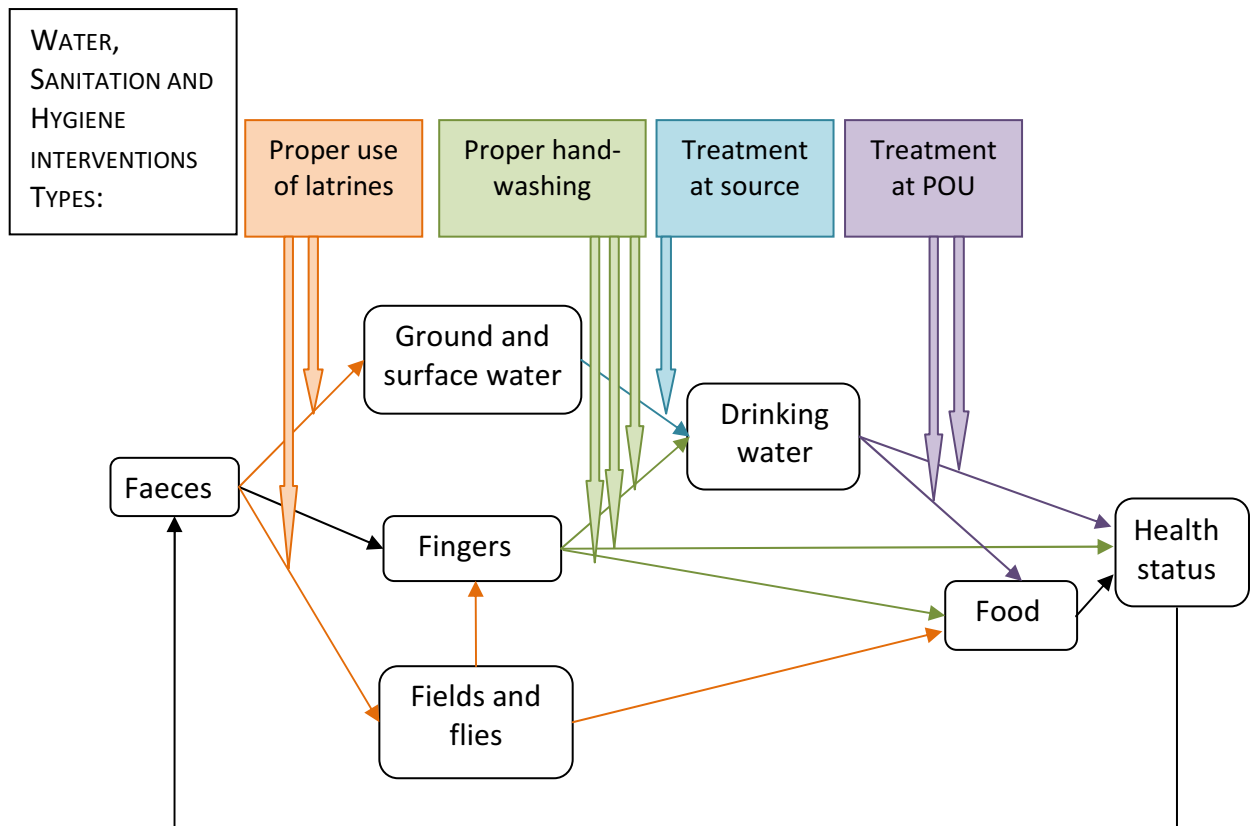 WATER,
SANITATION AND
HYGIENE
INTERVENTIONS
TYPES:
Proper use
of latrines
Proper hand-
washing
Treatment
at source
Treatment
at POU
Ground and
surface water
Drinking
water
Faeces
Fingers
Health
status
Food
Fields and
flies